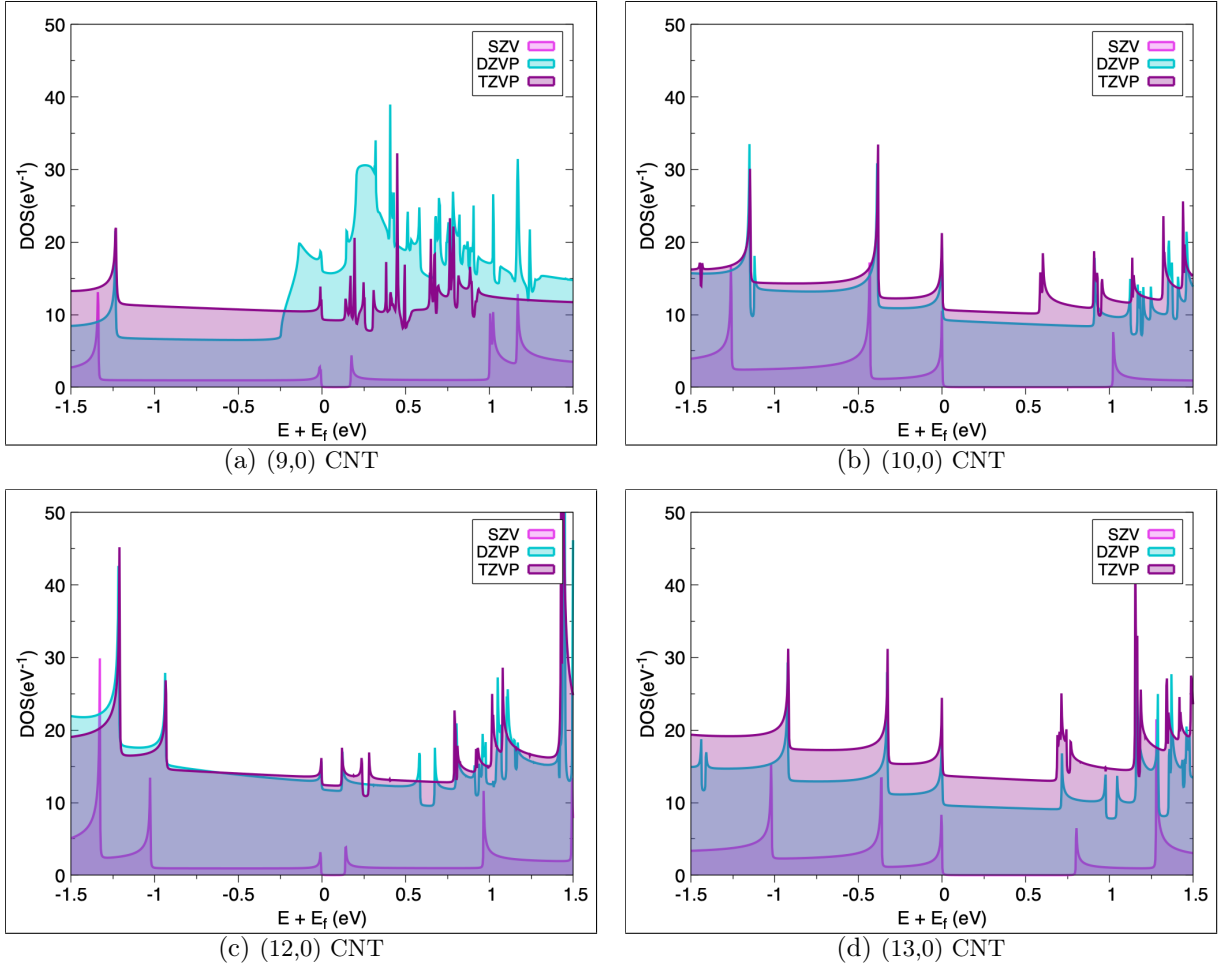 50
40
30
20
10
0
DOS(eV⁻¹)
SZV
DZVP
TZVP
-1.5 -1 -0.5 0 0.5 1 1.5
E + E_f (eV)
(a) (9,0) CNT
50
40
30
20
10
0
DOS(eV⁻¹)
SZV
DZVP
TZVP
-1.5 -1 -0.5 0 0.5 1 1.5
E + E_f (eV)
(b) (10,0) CNT
50
40
30
20
10
0
DOS(eV⁻¹)
SZV
DZVP
TZVP
-1.5 -1 -0.5 0 0.5 1 1.5
E + E_f (eV)
(c) (12,0) CNT
50
40
30
20
10
0
DOS(eV⁻¹)
SZV
DZVP
TZVP
-1.5 -1 -0.5 0 0.5 1 1.5
E + E_f (eV)
(d) (13,0) CNT